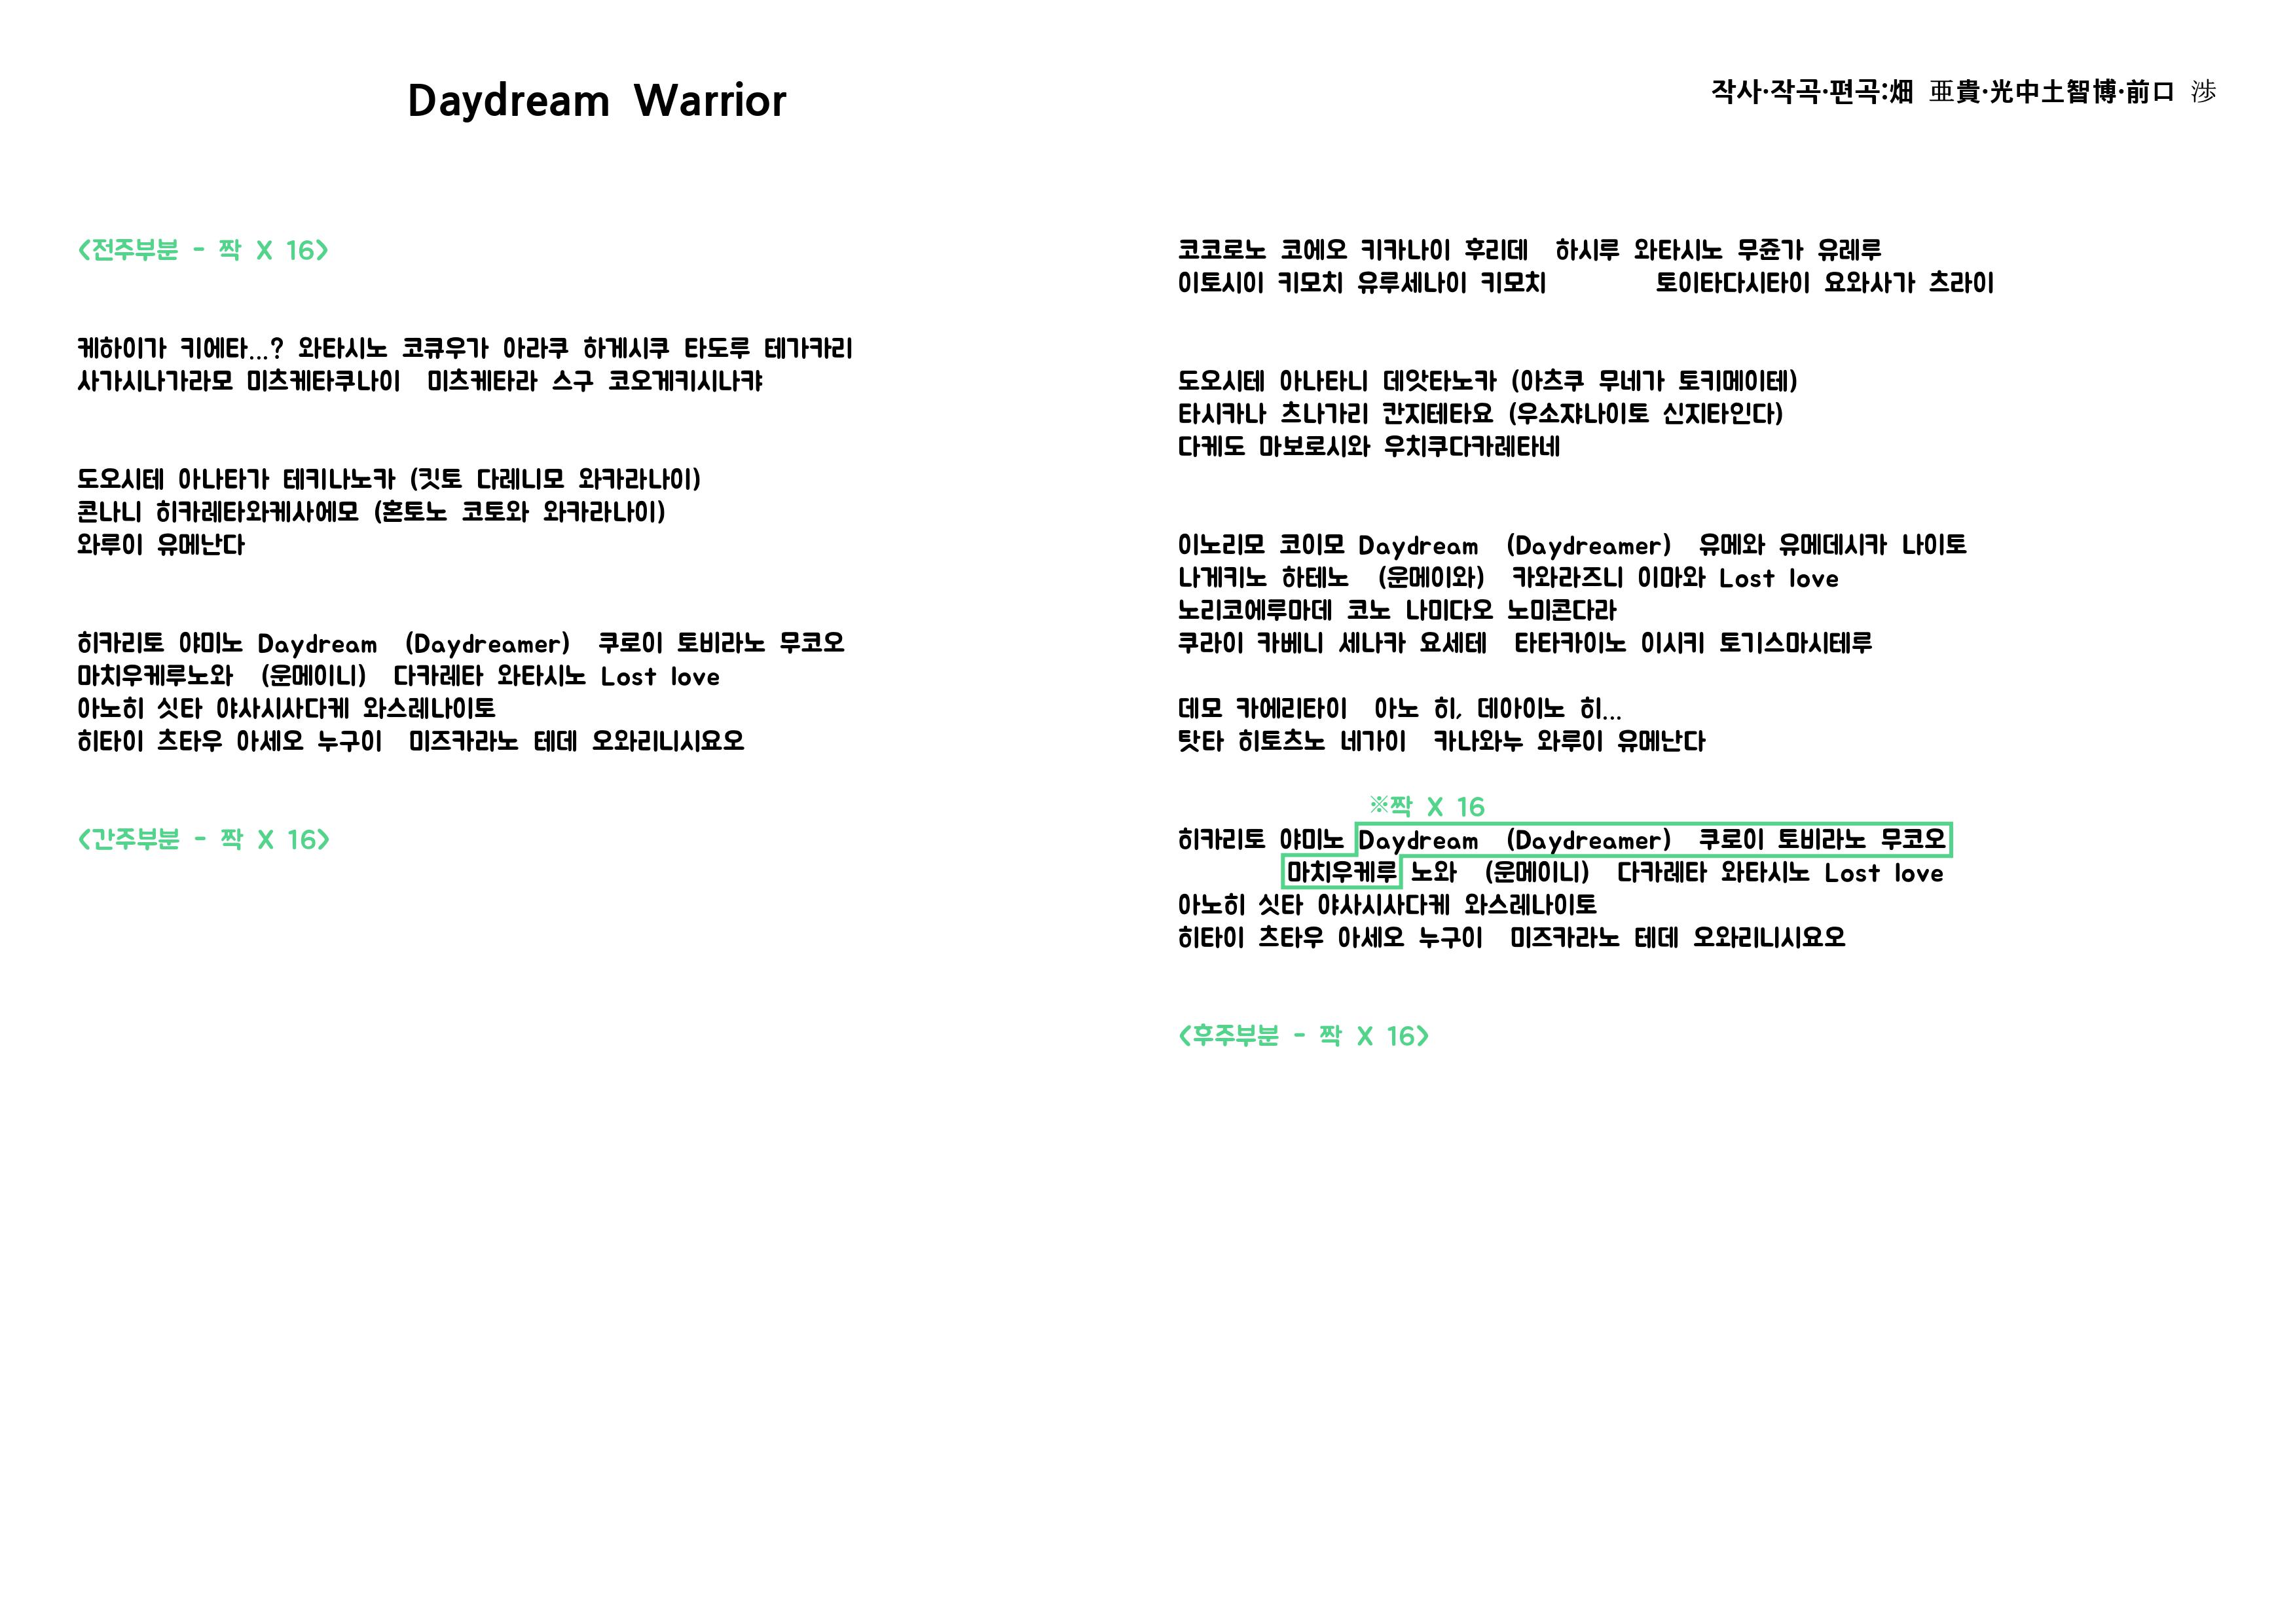 Daydream Warrior
작사·작곡·편곡:畑 亜貴·光中土智博·前口 渉
<전주부분 - 짝 X 16>
케하이가 키에타...? 와타시노 코큐우가 아라쿠 하게시쿠 타도루 테가카리
사가시나가라모 미츠케타쿠나이 미츠케타라 스구 코오게키시나캬
도오시테 아나타가 테키나노카 (킷토 다레니모 와카라나이)
콘나니 히카레타와케사에모 (혼토노 코토와 와카라나이)
와루이 유메난다
히카리토 야미노 Daydream (Daydreamer) 쿠로이 토비라노 무코오
마치우케루노와 (운메이니) 다카레타 와타시노 Lost love
아노히 싯타 야사시사다케 와스레나이토
히타이 츠타우 아세오 누구이 미즈카라노 테데 오와리니시요오
<간주부분 - 짝 X 16>
코코로노 코에오 키카나이 후리데 하시루 와타시노 무쥰가 유레루
이토시이 키모치 유루세나이 키모치 토이타다시타이 요와사가 츠라이
도오시테 아나타니 데앗타노카 (아츠쿠 무네가 토키메이테)
타시카나 츠나가리 칸지테타요 (우소쟈나이토 신지타인다)
다케도 마보로시와 우치쿠다카레타네
이노리모 코이모 Daydream (Daydreamer) 유메와 유메데시카 나이토
나게키노 하테노 (운메이와) 카와라즈니 이마와 Lost love
노리코에루마데 코노 나미다오 노미콘다라
쿠라이 카베니 세나카 요세테 타타카이노 이시키 토기스마시테루
데모 카에리타이 아노 히, 데아이노 히...
탓타 히토츠노 네가이 카나와누 와루이 유메난다
※짝 X 16
히카리토 야미노 Daydream (Daydreamer) 쿠로이 토비라노 무코오
마치우케루 노와 (운메이니) 다카레타 와타시노 Lost love
아노히 싯타 야사시사다케 와스레나이토
히타이 츠타우 아세오 누구이 미즈카라노 테데 오와리니시요오
<후주부분 - 짝 X 16>